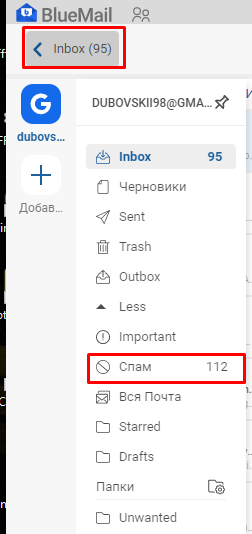 BlueMail
Inbox (95)
G
DUBOVSKII98@GMA...
dubovs...
Добав...
Inbox 95
Черновики
Sent
Trash
Outbox
Less
Important
Спам 112
Вся Почта
Starred
Drafts
Папки
Unwanted